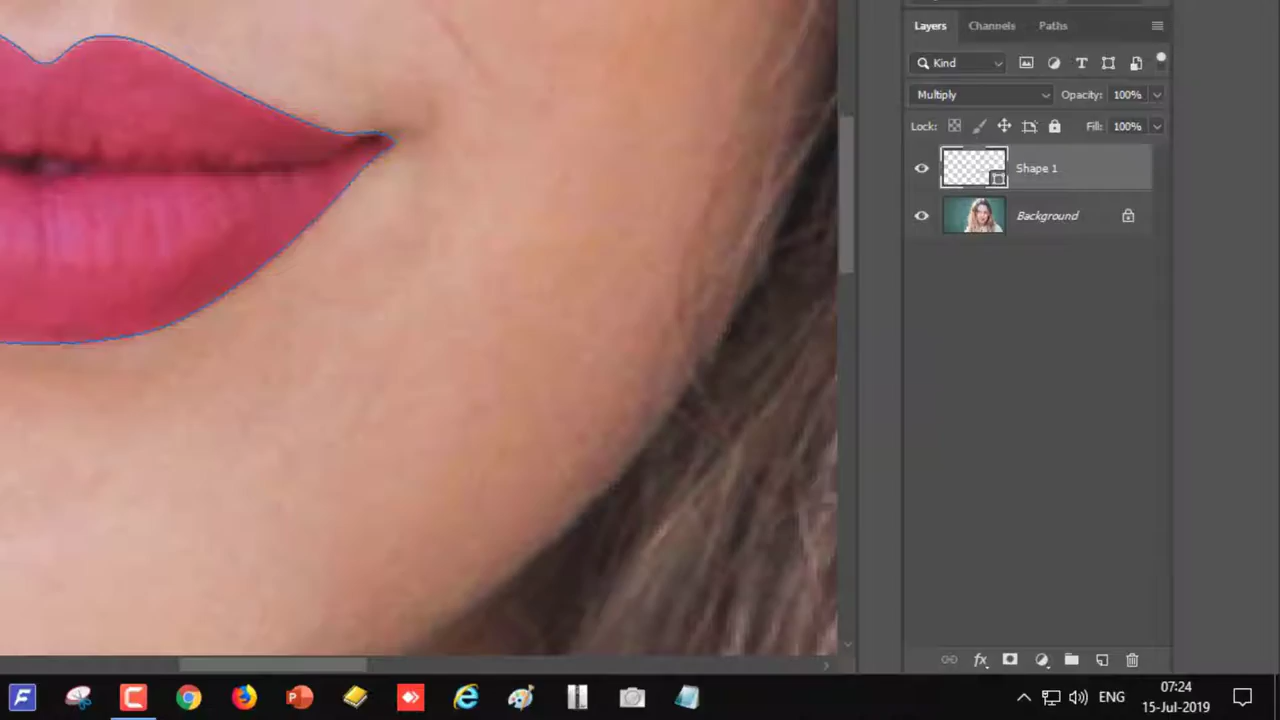 Layers Channels Paths
Kind
Multiply Opacity: 100%
Lock: Fill: 100%
Shape 1
Background
fx
ENG
07:24
15-Jul-2019